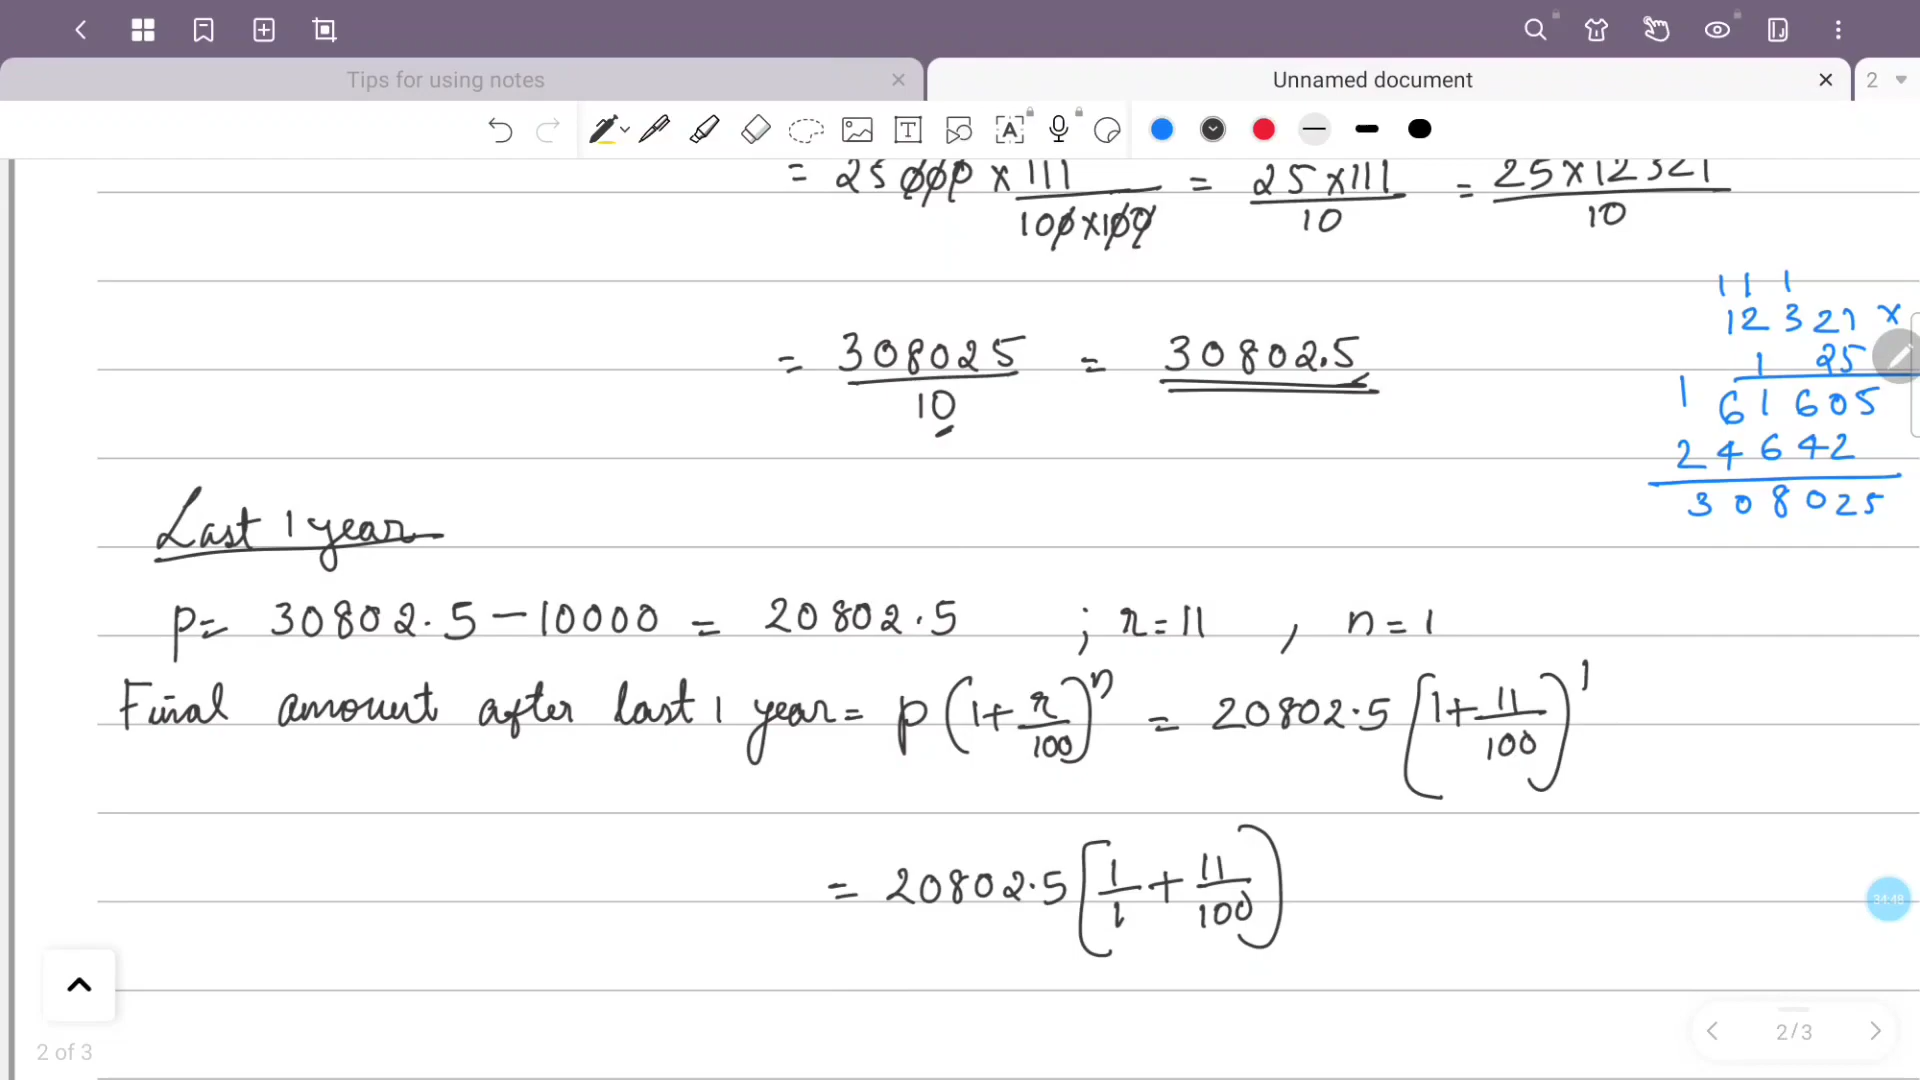 Tips for using notes
Unnamed document
2
= 25000 × 111 / 100×100 = 25×111 / 10 = 25×12321 / 10
= 308025 / 10 = 30802.5
1 1 1
12321 ×
1 25
1 61605
24642
308025
Last 1 year
p= 30802.5 – 10000 = 20802.5 ; r=11 , n=1
Final amount after last 1 year= p(1+r/100)^n = 20802.5[1+11/100]^1
= 20802.5[1/1+11/100]
34:48
2 of 3
2/3